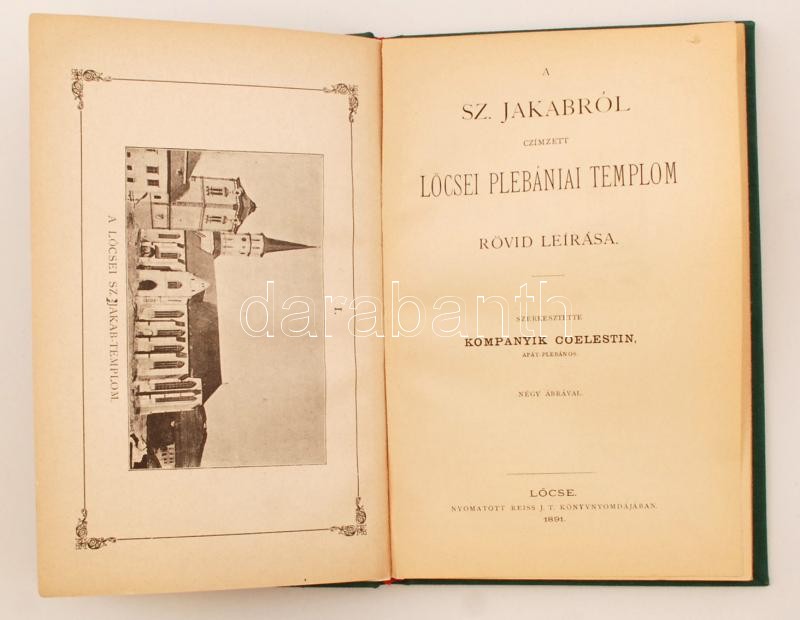 I.
A LŐCSEI SZ. JAKAB-TEMPLOM.
A
SZ. JAKABRÓL
CZÍMZETT
LŐCSEI PLEBÁNIAI TEMPLOM
RÖVID LEÍRÁSA.
SZERKESZTETTE
KOMPANYIK COELESTIN,
APÁT-PLEBÁNOS.
NÉGY ÁBRÁVAL.
LŐCSE.
NYOMATOTT REISS J. T. KÖNYVNYOMDÁJÁBAN.
1891.
darabanth